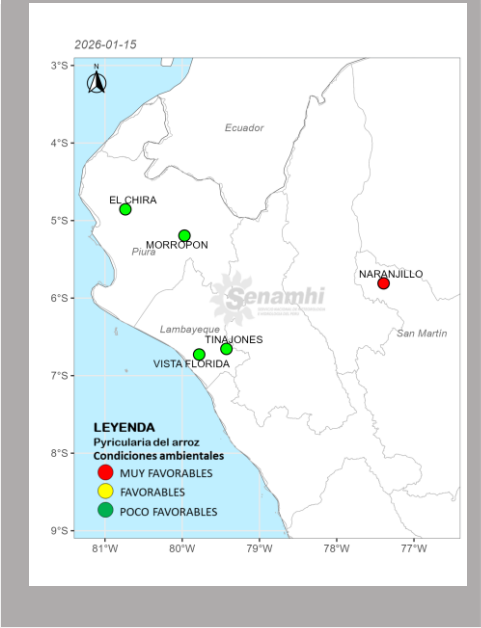 2026-01-15
3°S
N
Ecuador
4°S
EL CHIRA
5°S
MORROPON
Piura
NARANJILLO
6°S
Senamhi
Lambayeque
TINAJONES
San Martín
VISTA FLORIDA
7°S
LEYENDA
Pyricularia del arroz
Condiciones ambientales
MUY FAVORABLES
8°S
FAVORABLES
POCO FAVORABLES
9°S
81°W 80°W 79°W 78°W 77°W